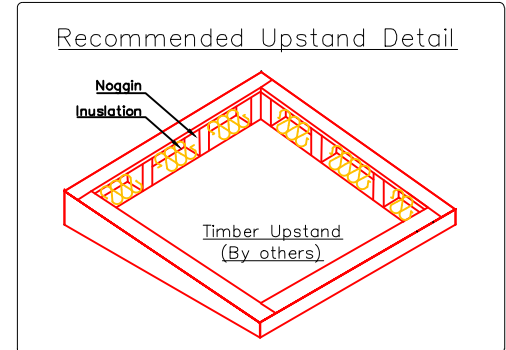 Recommended Upstand Detail
Noggin
Inuslation
Timber Upstand
(By others)